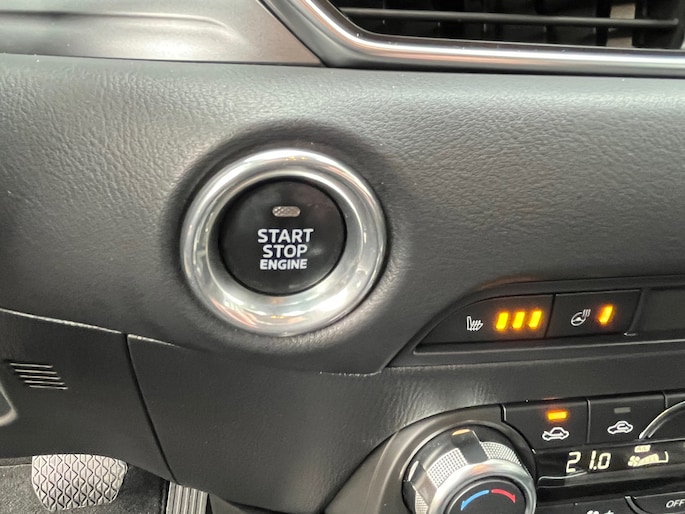 START
STOP
ENGINE
21.0
OFF